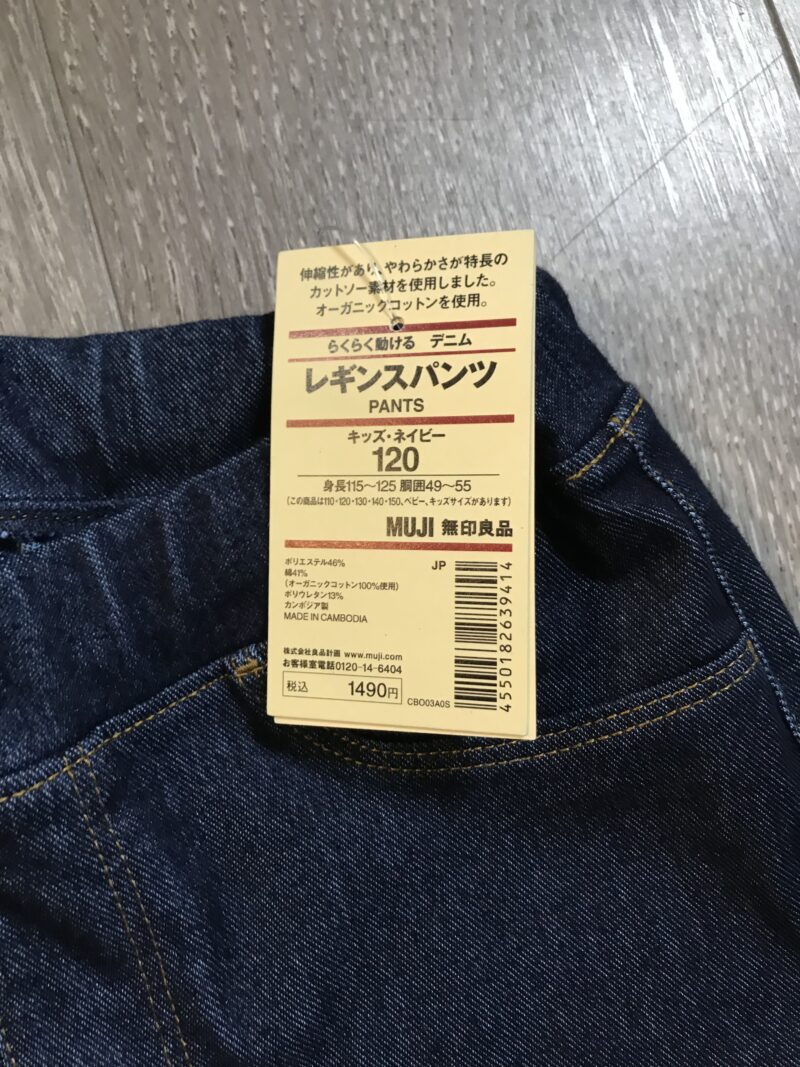 伸縮性があり、やわらかさが特長の
カットソー素材を使用しました。
オーガニックコットンを使用。
らくらく動ける デニム
レギンスパンツ
PANTS
キッズ・ネイビー
120
身長115〜125 胴囲49〜55
(この商品は110・120・130・140・150、ベビー、キッズサイズがあります)
MUJI 無印良品
ポリエステル46%
綿41%
(オーガニックコットン100%使用)
ポリウレタン13%
カンボジア製
MADE IN CAMBODIA
JP
株式会社良品計画 www.muji.com
お客様室電話0120-14-6404
税込 1490円
CBO03A0S
4550182639414